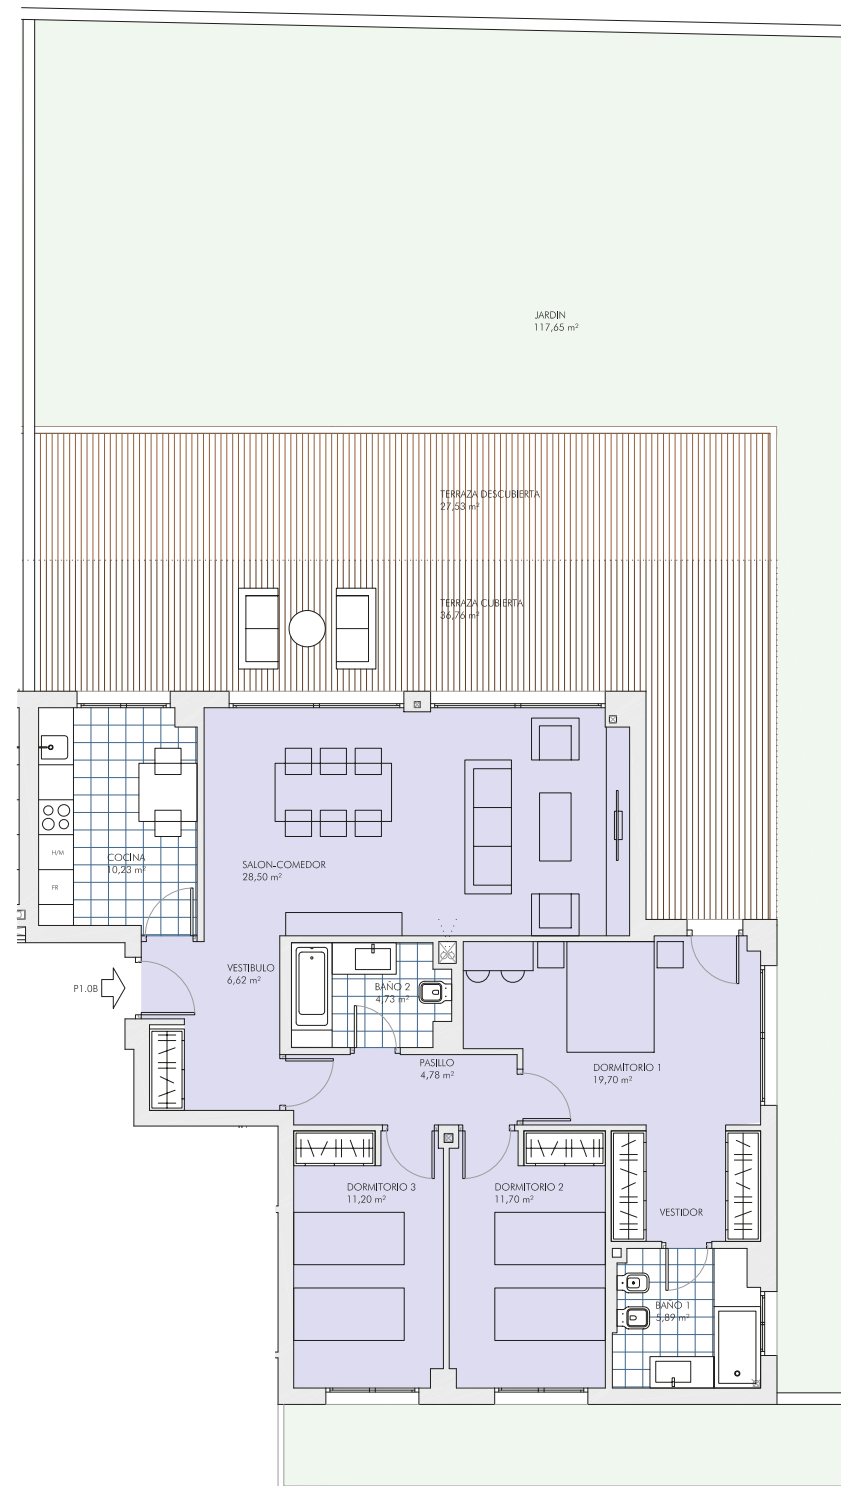 JARDIN
117,65 m²
TERRAZA DESCUBIERTA
27,53 m²
TERRAZA CUBIERTA
36,76 m²
COCINA
10,23 m²
H/M
FR
SALON-COMEDOR
28,50 m²
P1.0B
VESTIBULO
6,62 m²
BAÑO 2
4,73 m²
PASILLO
4,78 m²
DORMITORIO 1
19,70 m²
DORMITORIO 3
11,20 m²
DORMITORIO 2
11,70 m²
VESTIDOR
BAÑO 1
5,89 m²